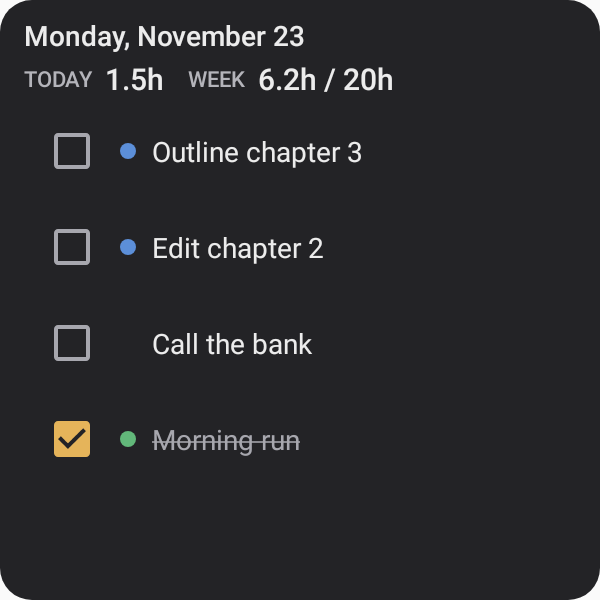 Monday, November 23
TODAY 1.5h WEEK 6.2h / 20h
Outline chapter 3
Edit chapter 2
Call the bank
Morning run